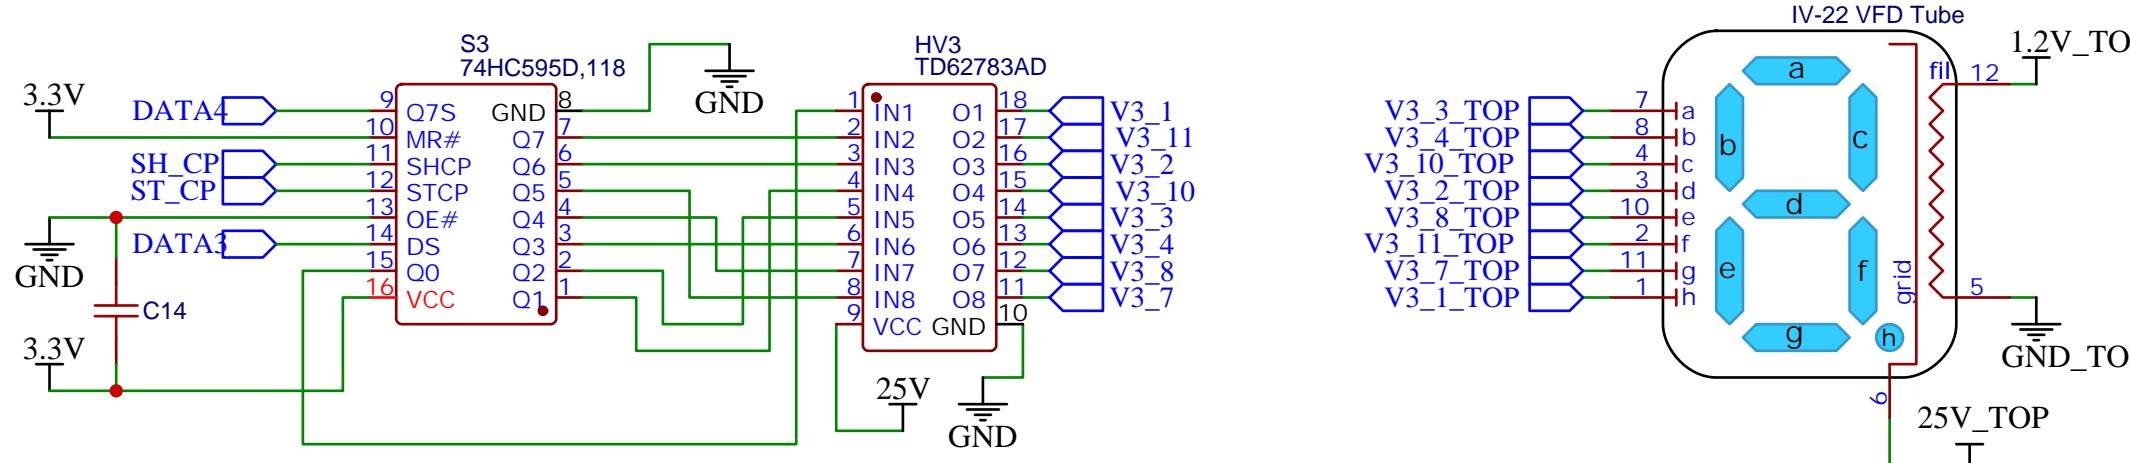 IV-22 VFD Tube
S3
74HC595D,118
HV3
TD62783AD
1.2V_TO
3.3V
GND
GND
fil 12
DATA4 9 Q7S GND 8
1 IN1 O1 18 V3_1
V3_3_TOP 7 a
10 MR# Q7 7
2 IN2 O2 17 V3_11
V3_4_TOP 8 b
SH_CP 11 SHCP Q6 6
3 IN3 O3 16 V3_2
V3_10_TOP 4 c
ST_CP 12 STCP Q5 5
4 IN4 O4 15 V3_10
V3_2_TOP 3 d
13 OE# Q4 4
5 IN5 O5 14 V3_3
V3_8_TOP 10 e
DATA3 14 DS Q3 3
6 IN6 O6 13 V3_4
V3_11_TOP 2 f
15 Q0 Q2 2
7 IN7 O7 12 V3_8
V3_7_TOP 11 g
16 VCC Q1 1
8 IN8 O8 11 V3_7
V3_1_TOP 1 h
9 VCC GND 10
a
b
c
d
e
f
g
h
grid
5
GND
C14
3.3V
25V
GND
GND_TO
6
25V_TOP